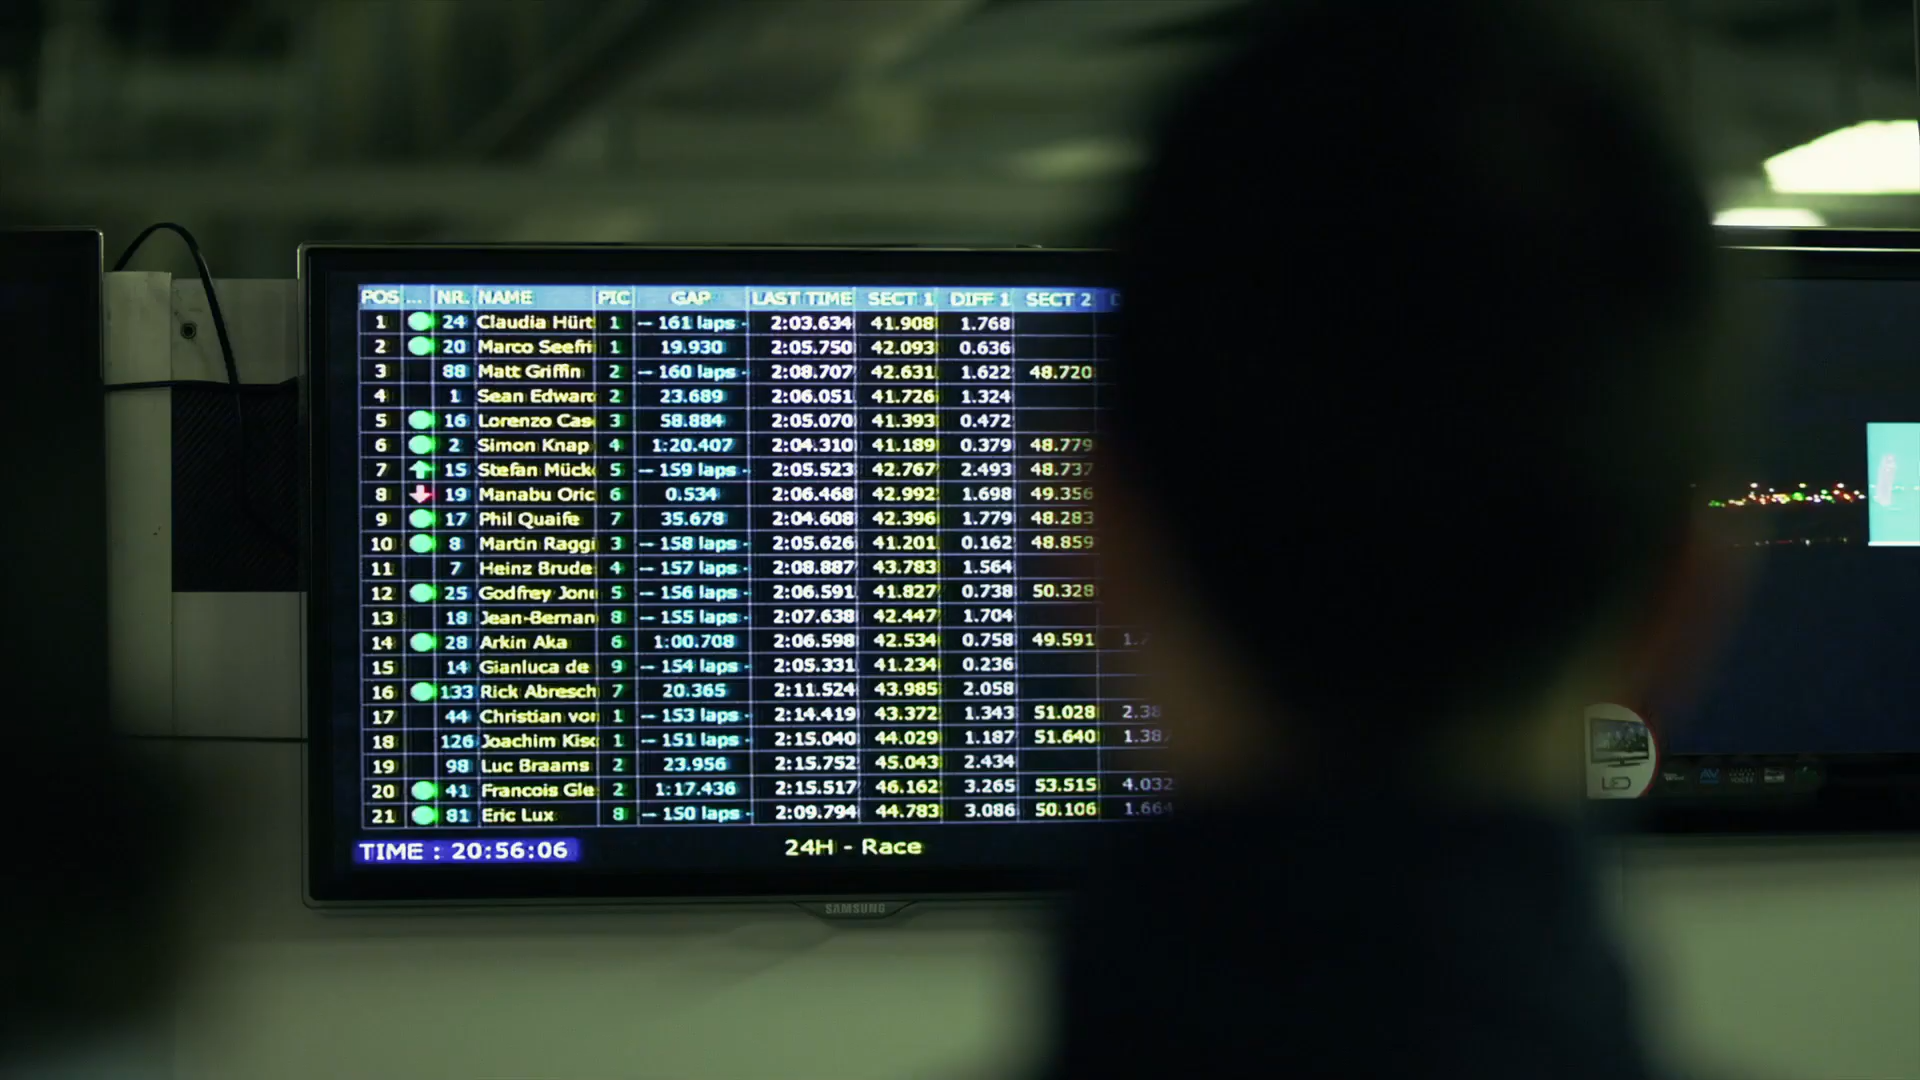 POS ... NR. NAME PIC GAP LAST TIME SECT 1 DIFF 1 SECT 2 D
1 24 Claudia Hürt 1 -- 161 laps - 2:03.634 41.908 1.768
2 20 Marco Seefri 1 19.930 2:05.750 42.093 0.636
3 88 Matt Griffin 2 -- 160 laps - 2:08.707 42.631 1.622 48.720
4 1 Sean Edward 2 23.689 2:06.051 41.726 1.324
5 16 Lorenzo Cas 3 58.884 2:05.070 41.393 0.472
6 2 Simon Knap 4 1:20.407 2:04.310 41.189 0.379 48.779
7 15 Stefan Mück 5 -- 159 laps - 2:05.523 42.767 2.493 48.737
8 19 Manabu Oric 6 0.534 2:06.468 42.992 1.698 49.356
9 17 Phil Quaife 7 35.678 2:04.608 42.396 1.779 48.283
10 8 Martin Raggi 3 -- 158 laps - 2:05.626 41.201 0.162 48.859
11 7 Heinz Brude 4 -- 157 laps - 2:08.887 43.783 1.564
12 25 Godfrey Jon 5 -- 156 laps - 2:06.591 41.827 0.738 50.328
13 18 Jean-Bernan 8 -- 155 laps - 2:07.638 42.447 1.704
14 28 Arkin Aka 6 1:00.708 2:06.598 42.534 0.758 49.591 1.7
15 14 Gianluca de 9 -- 154 laps - 2:05.331 41.234 0.236
16 133 Rick Abresch 7 20.365 2:11.524 43.985 2.058
17 44 Christian von 1 -- 153 laps - 2:14.419 43.372 1.343 51.028 2.38
18 126 Joachim Kisc 1 -- 151 laps - 2:15.040 44.029 1.187 51.640 1.38
19 98 Luc Braams 2 23.956 2:15.752 45.043 2.434
20 41 Francois Gle 2 1:17.436 2:15.517 46.162 3.265 53.515 4.032
21 81 Eric Lux 8 -- 150 laps - 2:09.794 44.783 3.086 50.106 1.664
TIME : 20:56:06 24H - Race
SAMSUNG
LED